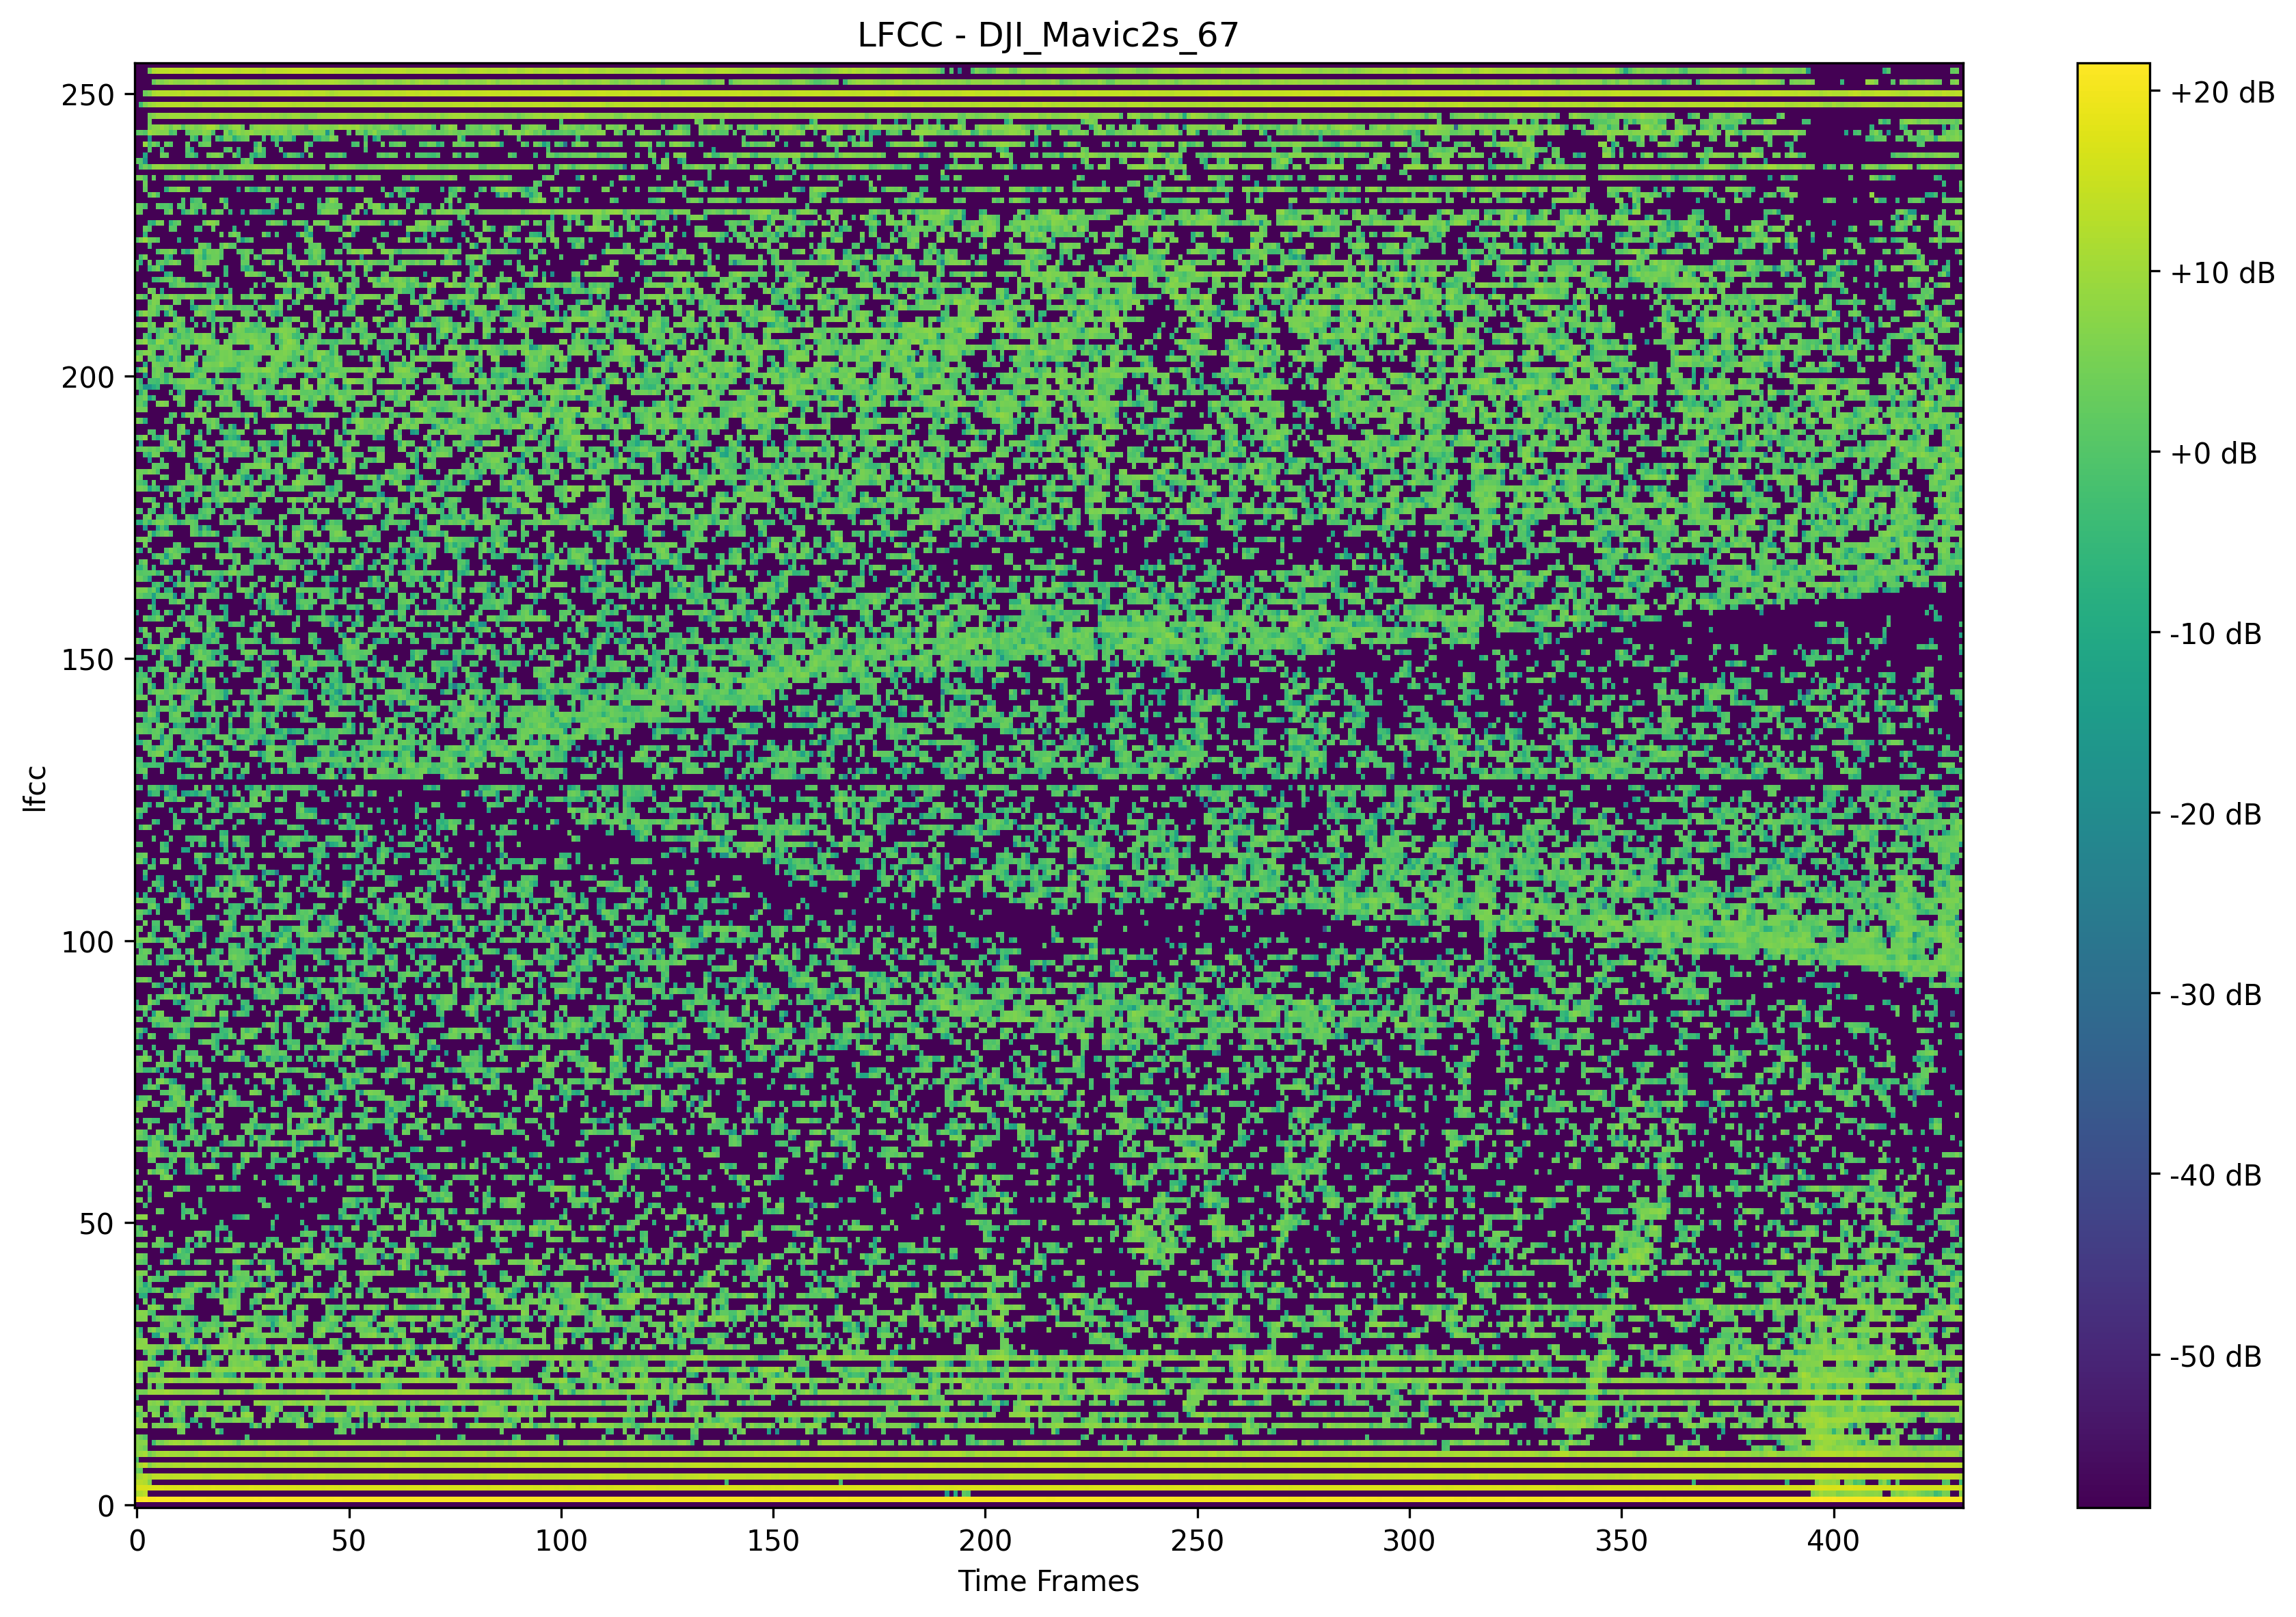 LFCC - DJI_Mavic2s_67
250
200
150
100
50
0
lfcc
0 50 100 150 200 250 300 350 400
Time Frames
+20 dB
+10 dB
+0 dB
-10 dB
-20 dB
-30 dB
-40 dB
-50 dB